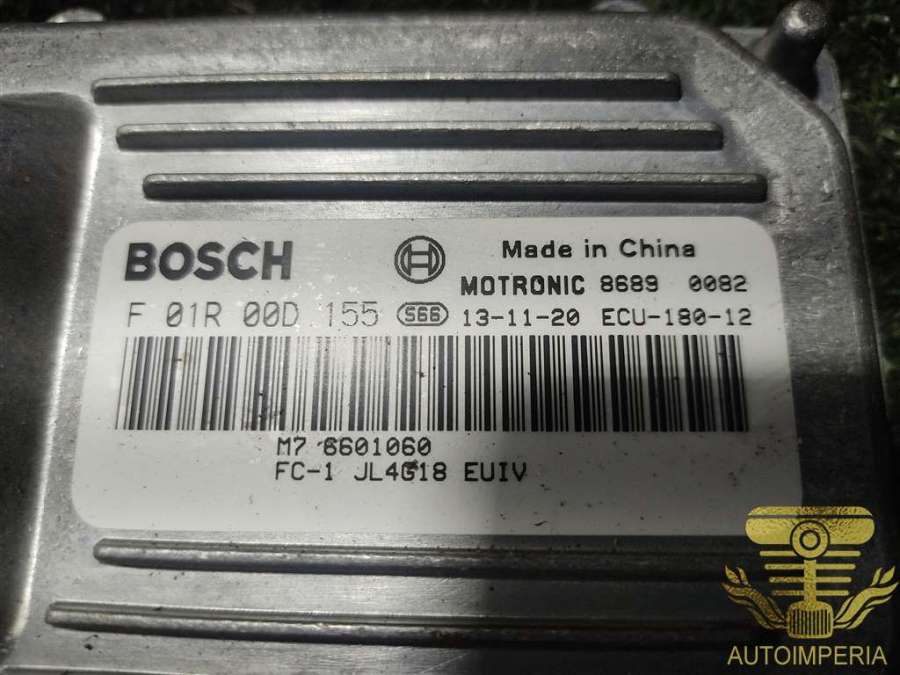 BOSCH
Made in China
MOTRONIC 8689 0082
F 01R 00D 155 S66 13-11-20 ECU-180-12
M7 6601060
FC-1 JL4G18 EUIV
AUTOIMPERIA